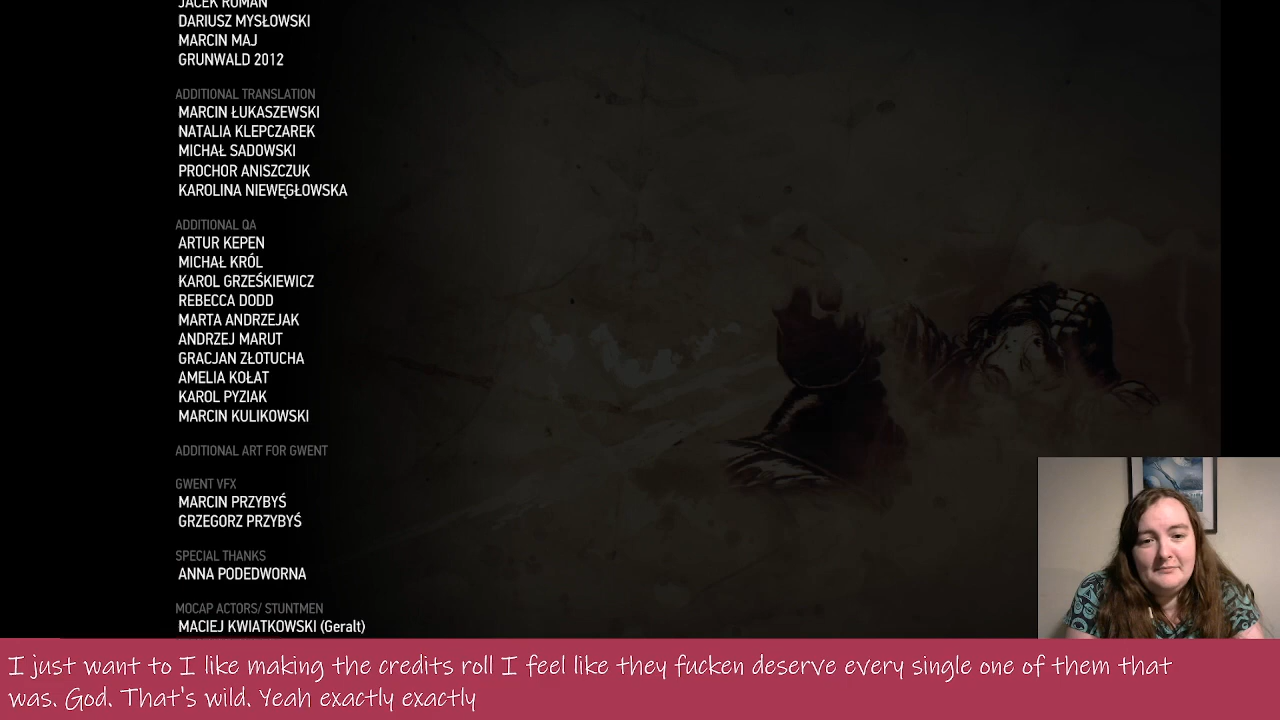 JACEK ROMAN
DARIUSZ MYSŁOWSKI
MARCIN MAJ
GRUNWALD 2012
ADDITIONAL TRANSLATION
MARCIN ŁUKASZEWSKI
NATALIA KLEPCZAREK
MICHAŁ SADOWSKI
PROCHOR ANISZCZUK
KAROLINA NIEWĘGŁOWSKA
ADDITIONAL QA
ARTUR KEPEN
MICHAŁ KRÓL
KAROL GRZEŚKIEWICZ
REBECCA DODD
MARTA ANDRZEJAK
ANDRZEJ MARUT
GRACJAN ZŁOTUCHA
AMELIA KOŁAT
KAROL PYZIAK
MARCIN KULIKOWSKI
ADDITIONAL ART FOR GWENT
GWENT VFX
MARCIN PRZYBYŚ
GRZEGORZ PRZYBYŚ
SPECIAL THANKS
ANNA PODEDWORNA
MOCAP ACTORS/ STUNTMEN
MACIEJ KWIATKOWSKI (Geralt)
I just want to I like making the credits roll I feel like they fucken deserve every single one of them that
was. God. That's wild. Yeah exactly exactly